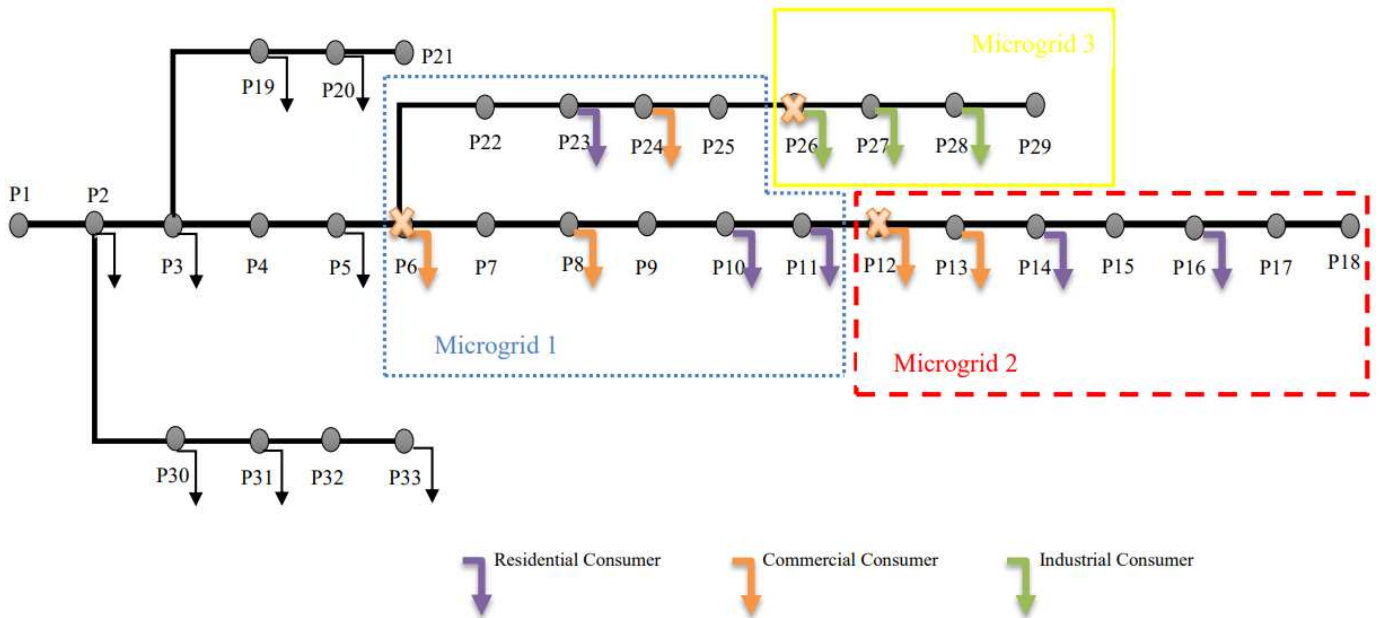 Microgrid 3
P19 P20 P21
P22 P23 P24 P25 P26 P27 P28 P29
P1 P2
P3 P4 P5 P6 P7 P8 P9 P10 P11 P12 P13 P14 P15 P16 P17 P18
Microgrid 1
Microgrid 2
P30 P31 P32 P33
Residential Consumer Commercial Consumer Industrial Consumer